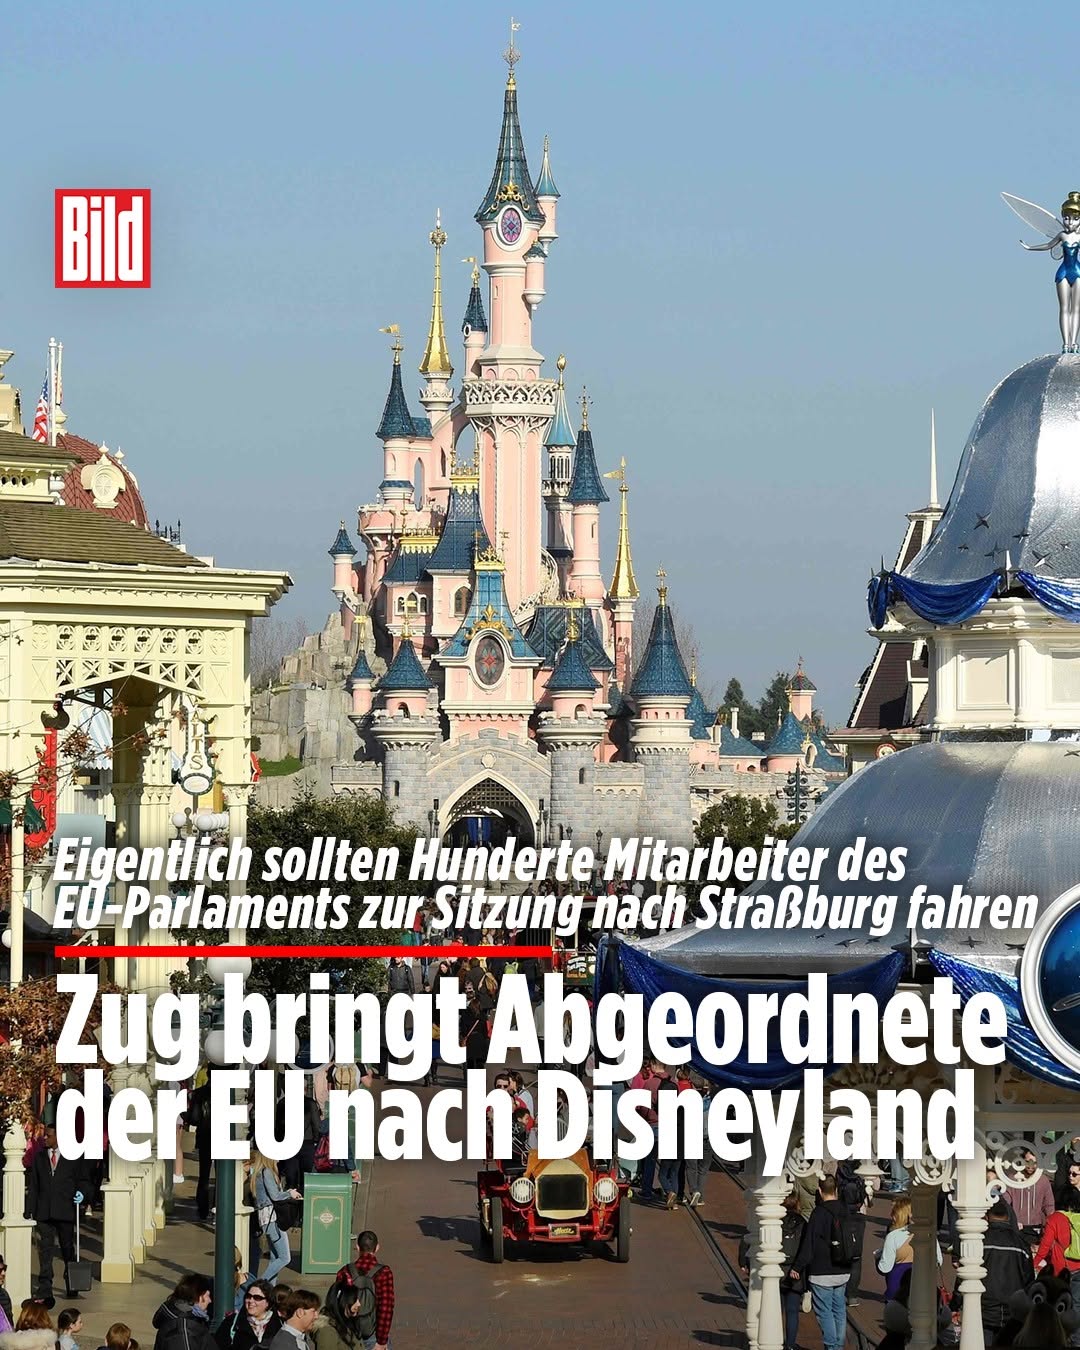 Bild
Eigentlich sollten Hunderte Mitarbeiter des
EU-Parlaments zur Sitzung nach Straßburg fahren
Zug bringt Abgeordnete
der EU nach Disneyland